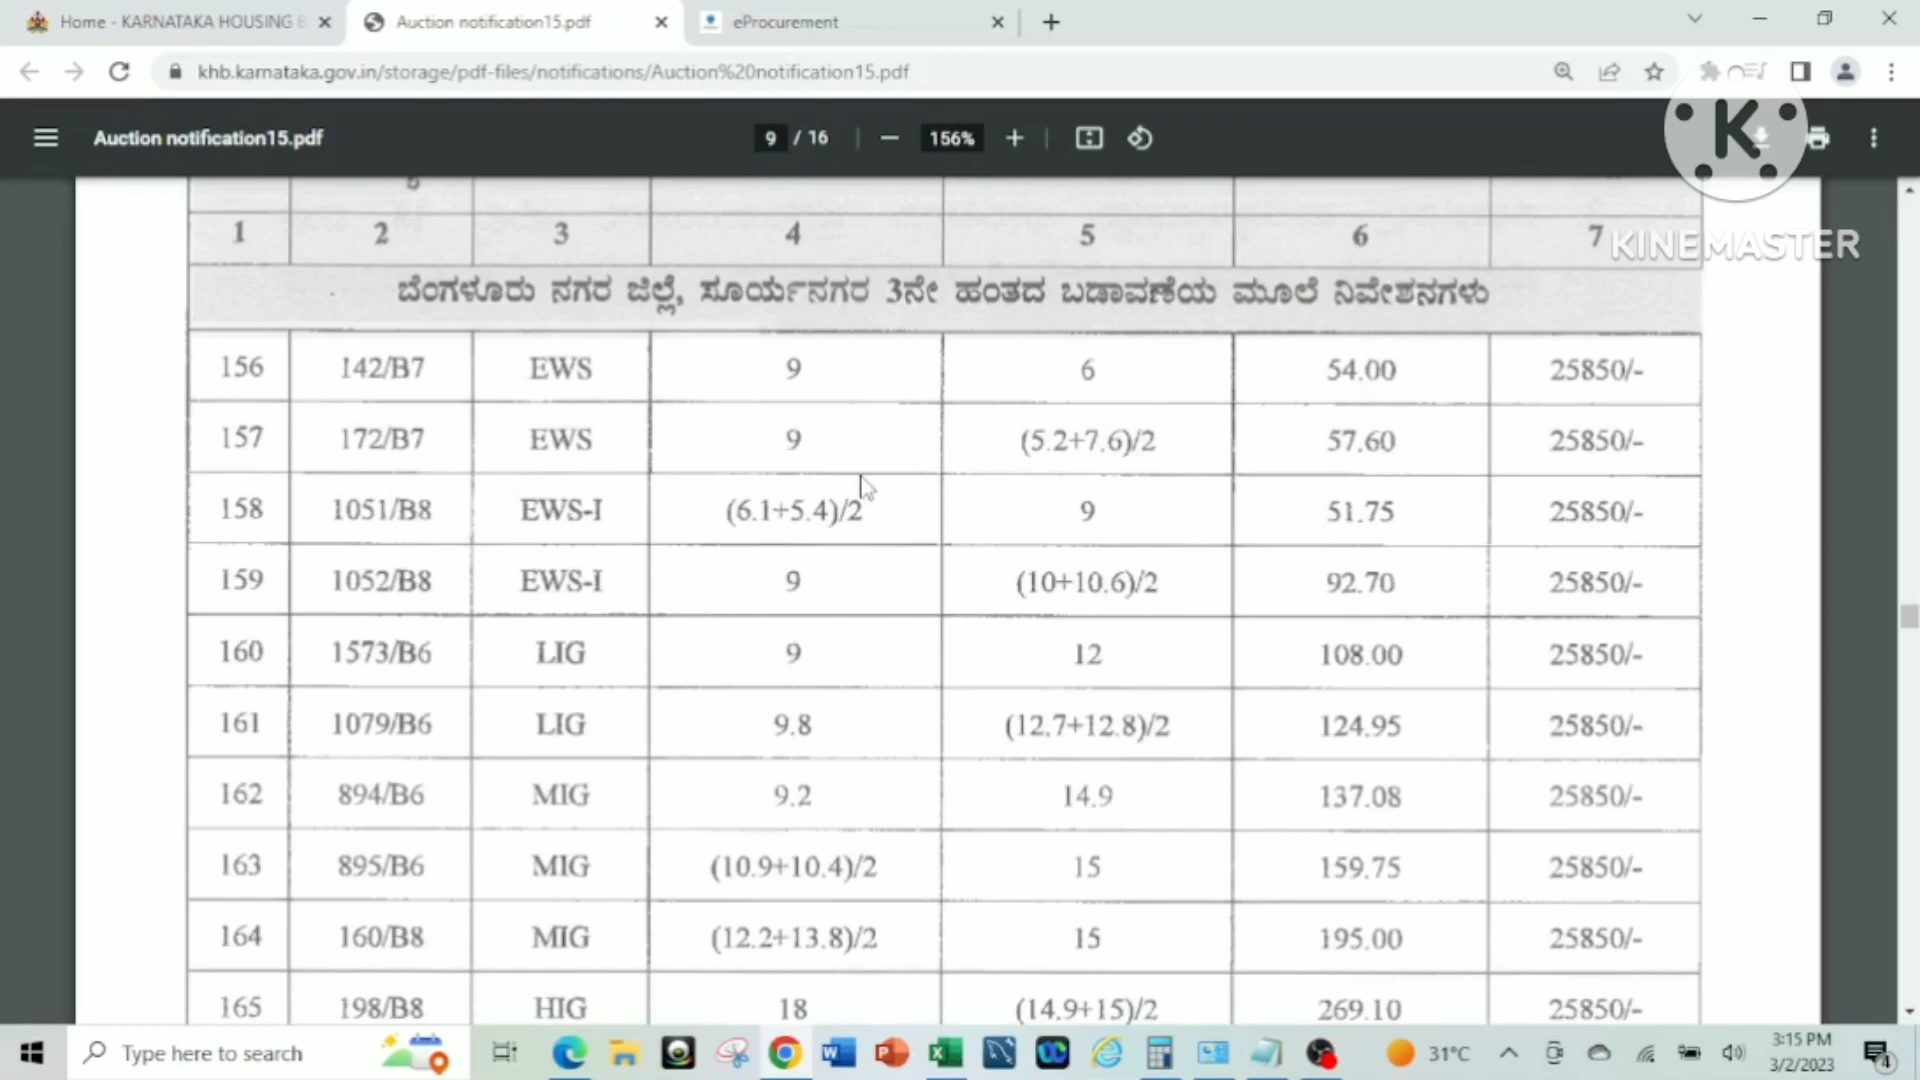 Home - KARNATAKA HOUSING B
Auction notification15.pdf
eProcurement
khb.karnataka.gov.in/storage/pdf-files/notifications/Auction%20notification15.pdf
Auction notification15.pdf
9 / 16
156%
K
KINEMASTER
1 2 3 4 5 6 7
ಬೆಂಗಳೂರು ನಗರ ಜಿಲ್ಲೆ, ಸೂರ್ಯನಗರ 3ನೇ ಹಂತದ ಬಡಾವಣೆಯ ಮೂಲೆ ನಿವೇಶನಗಳು
156 142/B7 EWS 9 6 54.00 25850/-
157 172/B7 EWS 9 (5.2+7.6)/2 57.60 25850/-
158 1051/B8 EWS-I (6.1+5.4)/2 9 51.75 25850/-
159 1052/B8 EWS-I 9 (10+10.6)/2 92.70 25850/-
160 1573/B6 LIG 9 12 108.00 25850/-
161 1079/B6 LIG 9.8 (12.7+12.8)/2 124.95 25850/-
162 894/B6 MIG 9.2 14.9 137.08 25850/-
163 895/B6 MIG (10.9+10.4)/2 15 159.75 25850/-
164 160/B8 MIG (12.2+13.8)/2 15 195.00 25850/-
165 198/B8 HIG 18 (14.9+15)/2 269.10 25850/-
Type here to search
31°C
3:15 PM
3/2/2023
4